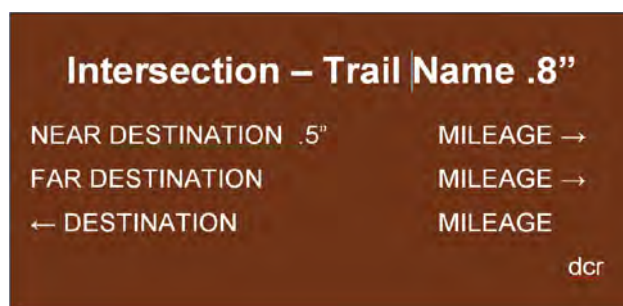 Intersection – Trail Name .8”
NEAR DESTINATION .5” MILEAGE →
FAR DESTINATION MILEAGE →
← DESTINATION MILEAGE
dcr